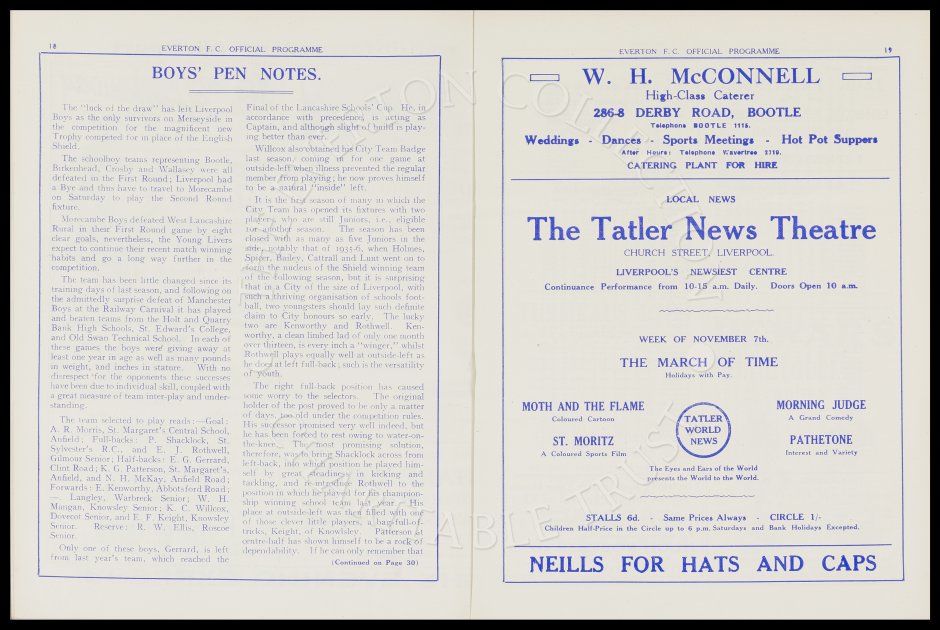 18
EVERTON F.C. OFFICIAL PROGRAMME
BOYS' PEN NOTES.
The "luck of the draw" has left Liverpool
Boys as the only survivors on Merseyside in
the competition for the magnificent new
Trophy competed for in place of the English
Shield.
The schoolboy teams representing Bootle,
Birkenhead, Crosby and Wallasey were all
defeated in the First Round; Liverpool had
a Bye and thus have to travel to Morecambe
on Saturday to play the Second Round
fixture.
Morecambe Boys defeated West Lancashire
Rural in their First Round game by eight
clear goals, nevertheless, the Young Livers
expect to continue their recent match winning
habits and go a long way further in the
competition.
The team has been little changed since its
training days of last season, and following on
the admittedly surprise defeat of Manchester
Boys at the Railway Carnival it has played
and beaten teams from the Holt and Quarry
Bank High Schools, St. Edward's College,
and Old Swan Technical School. In each of
these games the boys were giving away at
least one year in age as well as many pounds
in weight, and inches in stature. With no
disrespect for the opponents these successes
have been due to individual skill, coupled with
a great measure of team inter-play and under-
standing.
The team selected to play reads:—Goal:
A. R. Morris, St. Margaret's Central School,
Anfield; Full-backs: P. Shacklock, St.
Sylvester's R.C., and E. J. Rothwell,
Gilmour Senior; Half-backs: E. G. Gerrard,
Clint Road; K. G. Patterson, St. Margaret's,
Anfield, and N. H. McKay, Anfield Road;
Forwards: E. Kenworthy, Abbotsford Road;
—. Langley, Warbreck Senior; W. H.
Mangan, Knowsley Senior; K. C. Willcox,
Dovecot Senior, and E. F. Keight, Knowsley
Senior. Reserve: R. W. Ellis, Roscoe
Senior.
Only one of these boys, Gerrard, is left
from last year's team, which reached the
Final of the Lancashire Schools' Cup. He, in
accordance with precedence, is acting as
Captain, and although slight of build is play-
ing better than ever.
Willcox also obtained his City Team Badge
last season, coming in for one game at
outside-left when illness prevented the regular
member from playing; he now proves himself
to be a natural "inside" left.
It is the first season of many in which the
City Team has opened its fixtures with two
players, who are still Juniors, i.e., eligible
for another season. The season has been
closed with as many as five Juniors in the
side, notably that of 1935-6, when Holmes,
Spicer, Bailey, Cattrall and Lunt went on to
form the nucleus of the Shield winning team
of the following season, but it is surprising
that in a City of the size of Liverpool, with
such a thriving organisation of schools foot-
ball, two youngsters should lay such definite
claim to City honours so early. The lucky
two are Kenworthy and Rothwell. Ken-
worthy, a clean limbed lad of only one month
over thirteen, is every inch a "winger," whilst
Rothwell plays equally well at outside-left as
he does at left full-back; such is the versatility
of youth.
The right full-back position has caused
some worry to the selectors. The original
holder of the post proved to be only a matter
of days, too old under the competition rules.
His successor promised very well indeed, but
he has been forced to rest owing to water-on-
the-knee. The most promising solution,
therefore, was to bring Shacklock across from
left-back, into which position he played him-
self by great steadiness in kicking and
tackling, and re-introduce Rothwell to the
position in which he played for his champion-
ship winning school team last year. His
place at outside-left was then filled with one
of those clever little players, a bag-full-of-
tricks, Keight, of Knowlsley. Patterson at
centre-half has shown himself to be a rock of
dependability. If he can only remember that
(Continued on Page 30)
EVERTON F.C. OFFICIAL PROGRAMME
19
W. H. McCONNELL
High-Class Caterer
286-8 DERBY ROAD, BOOTLE
Telephone BOOTLE 1115.
Weddings - Dances - Sports Meetings - Hot Pot Suppers
After Hours: Telephone Wavertree 2719.
CATERING PLANT FOR HIRE
LOCAL NEWS
The Tatler News Theatre
CHURCH STREET, LIVERPOOL.
LIVERPOOL'S NEWSIEST CENTRE
Continuance Performance from 10-15 a.m. Daily. Doors Open 10 a.m.
WEEK OF NOVEMBER 7th.
THE MARCH OF TIME
Holidays with Pay.
MOTH AND THE FLAME
Coloured Cartoon
ST. MORITZ
A Coloured Sports Film
TATLER
WORLD
NEWS
MORNING JUDGE
A Grand Comedy
PATHETONE
Interest and Variety
The Eyes and Ears of the World
presents the World to the World.
STALLS 6d. - Same Prices Always - CIRCLE 1/-
Children Half-Price in the Circle up to 6 p.m. Saturdays and Bank Holidays Excepted.
NEILLS FOR HATS AND CAPS